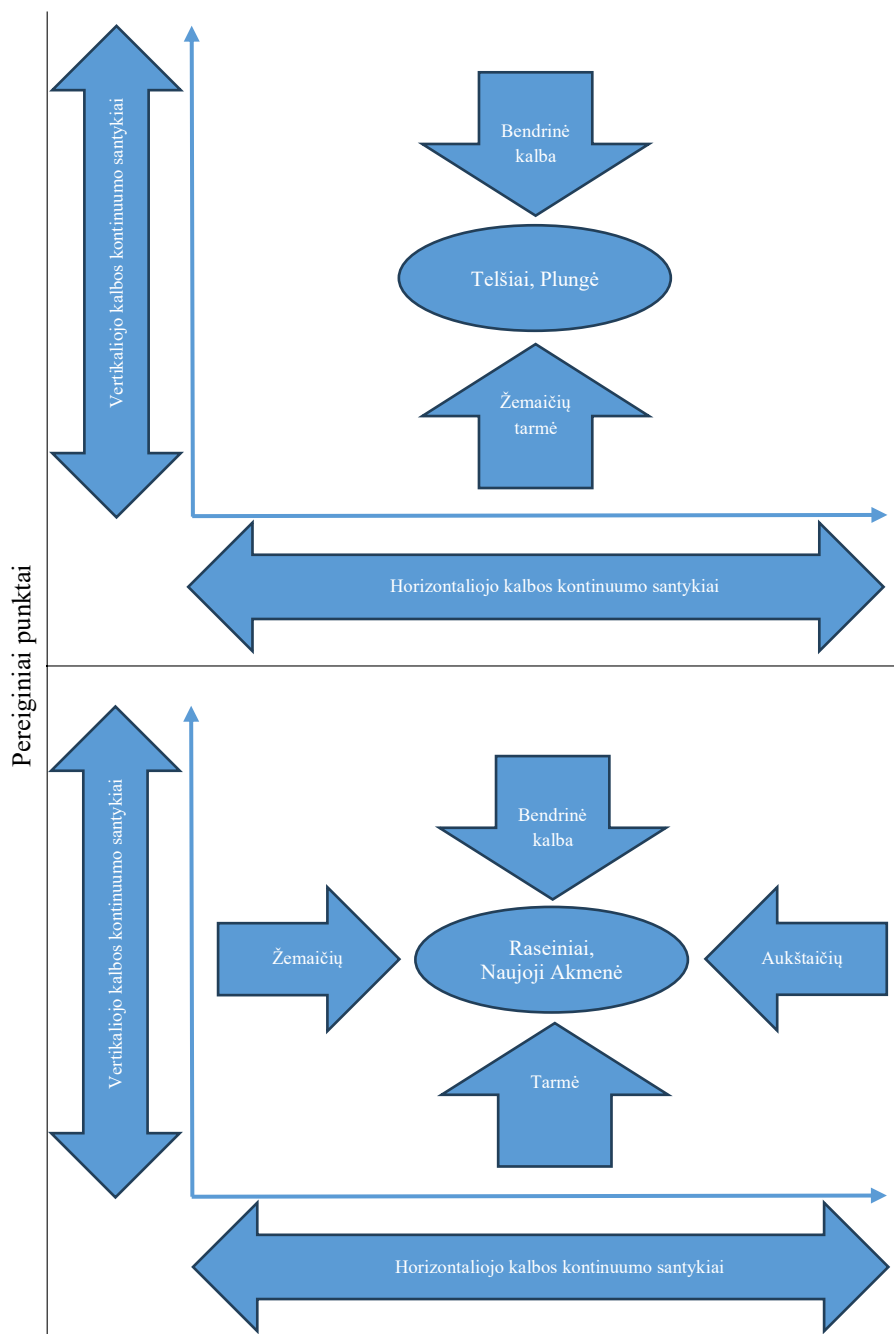 Pereiginiai punktai
Vertikaliojo kalbos kontinuumo santykiai
Bendrinė
kalba
Telšiai, Plungė
Žemaičių
tarmė
Horizontaliojo kalbos kontinuumo santykiai
Vertikaliojo kalbos kontinuumo santykiai
Bendrinė
kalba
Žemaičių
Raseiniai,
Naujoji Akmenė
Aukštaičių
Tarmė
Horizontaliojo kalbos kontinuumo santykiai